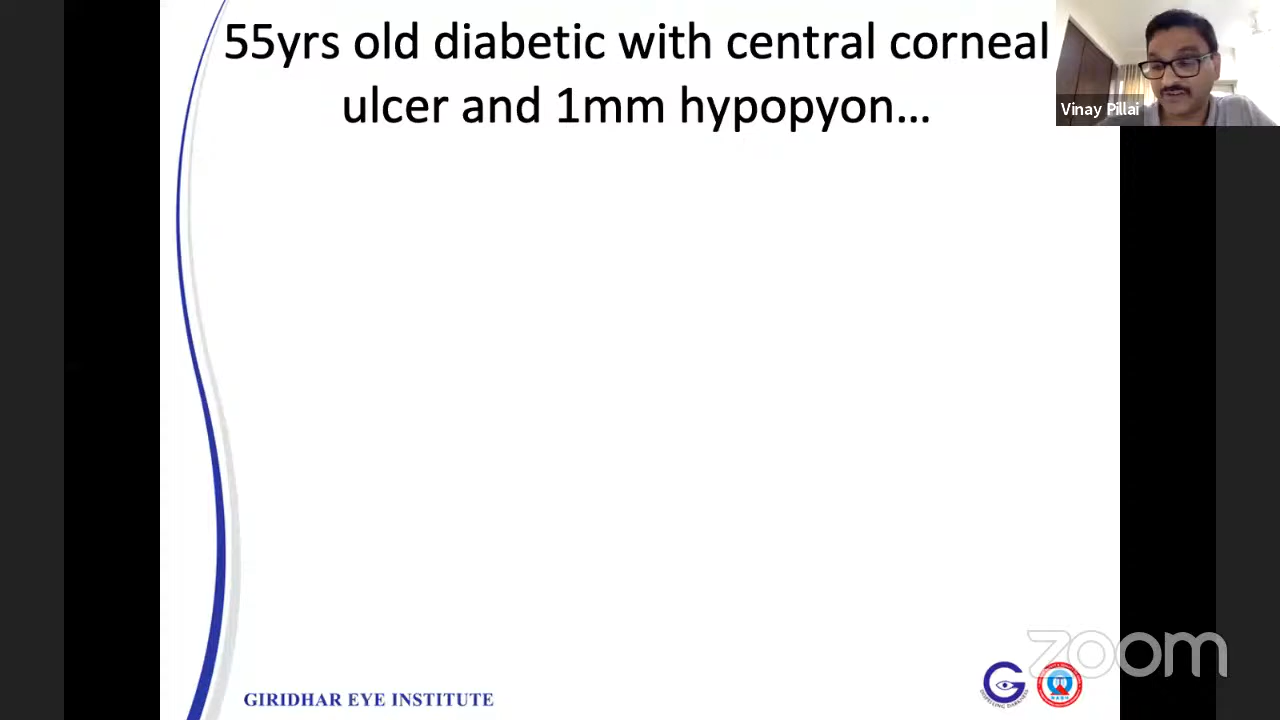 55yrs old diabetic with central corneal
ulcer and 1mm hypopyon...
Vinay Pillai
zoom
GIRIDHAR EYE INSTITUTE